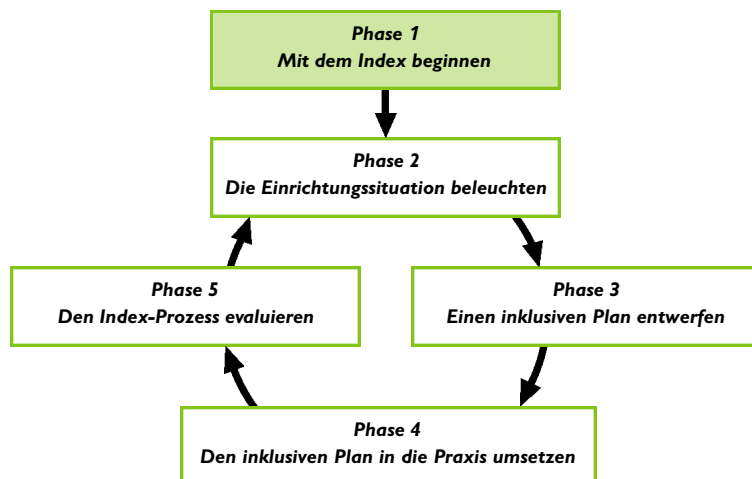 Phase 1
Mit dem Index beginnen
Phase 2
Die Einrichtungssituation beleuchten
Phase 5
Den Index-Prozess evaluieren
Phase 3
Einen inklusiven Plan entwerfen
Phase 4
Den inklusiven Plan in die Praxis umsetzen